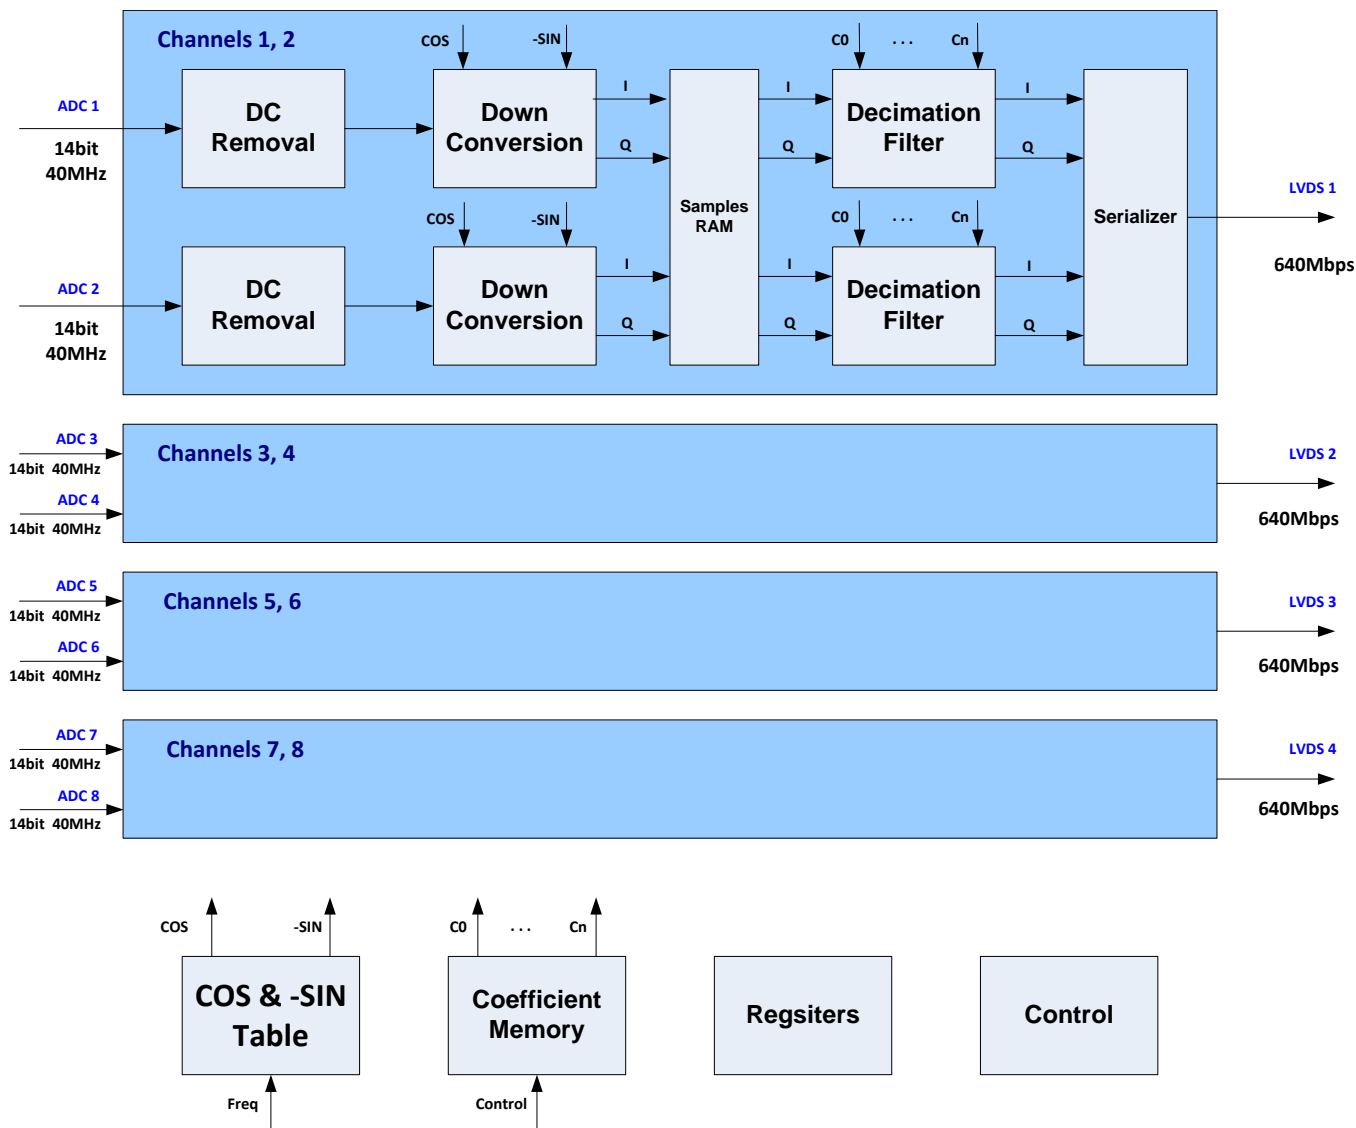 Channels 1, 2
COS
-SIN
C0
. . .
Cn
ADC 1
14bit
40MHz
DC
Removal
Down
Conversion
I
Q
I
Q
Decimation
Filter
I
Q
Samples
RAM
Serializer
LVDS 1
640Mbps
COS
-SIN
C0
. . .
Cn
ADC 2
14bit
40MHz
DC
Removal
Down
Conversion
I
Q
I
Q
Decimation
Filter
I
Q
ADC 3
14bit 40MHz
ADC 4
14bit 40MHz
Channels 3, 4
LVDS 2
640Mbps
ADC 5
14bit 40MHz
ADC 6
14bit 40MHz
Channels 5, 6
LVDS 3
640Mbps
ADC 7
14bit 40MHz
ADC 8
14bit 40MHz
Channels 7, 8
LVDS 4
640Mbps
COS
-SIN
C0
. . .
Cn
COS & -SIN
Table
Coefficient
Memory
Regsiters
Control
Freq
Control